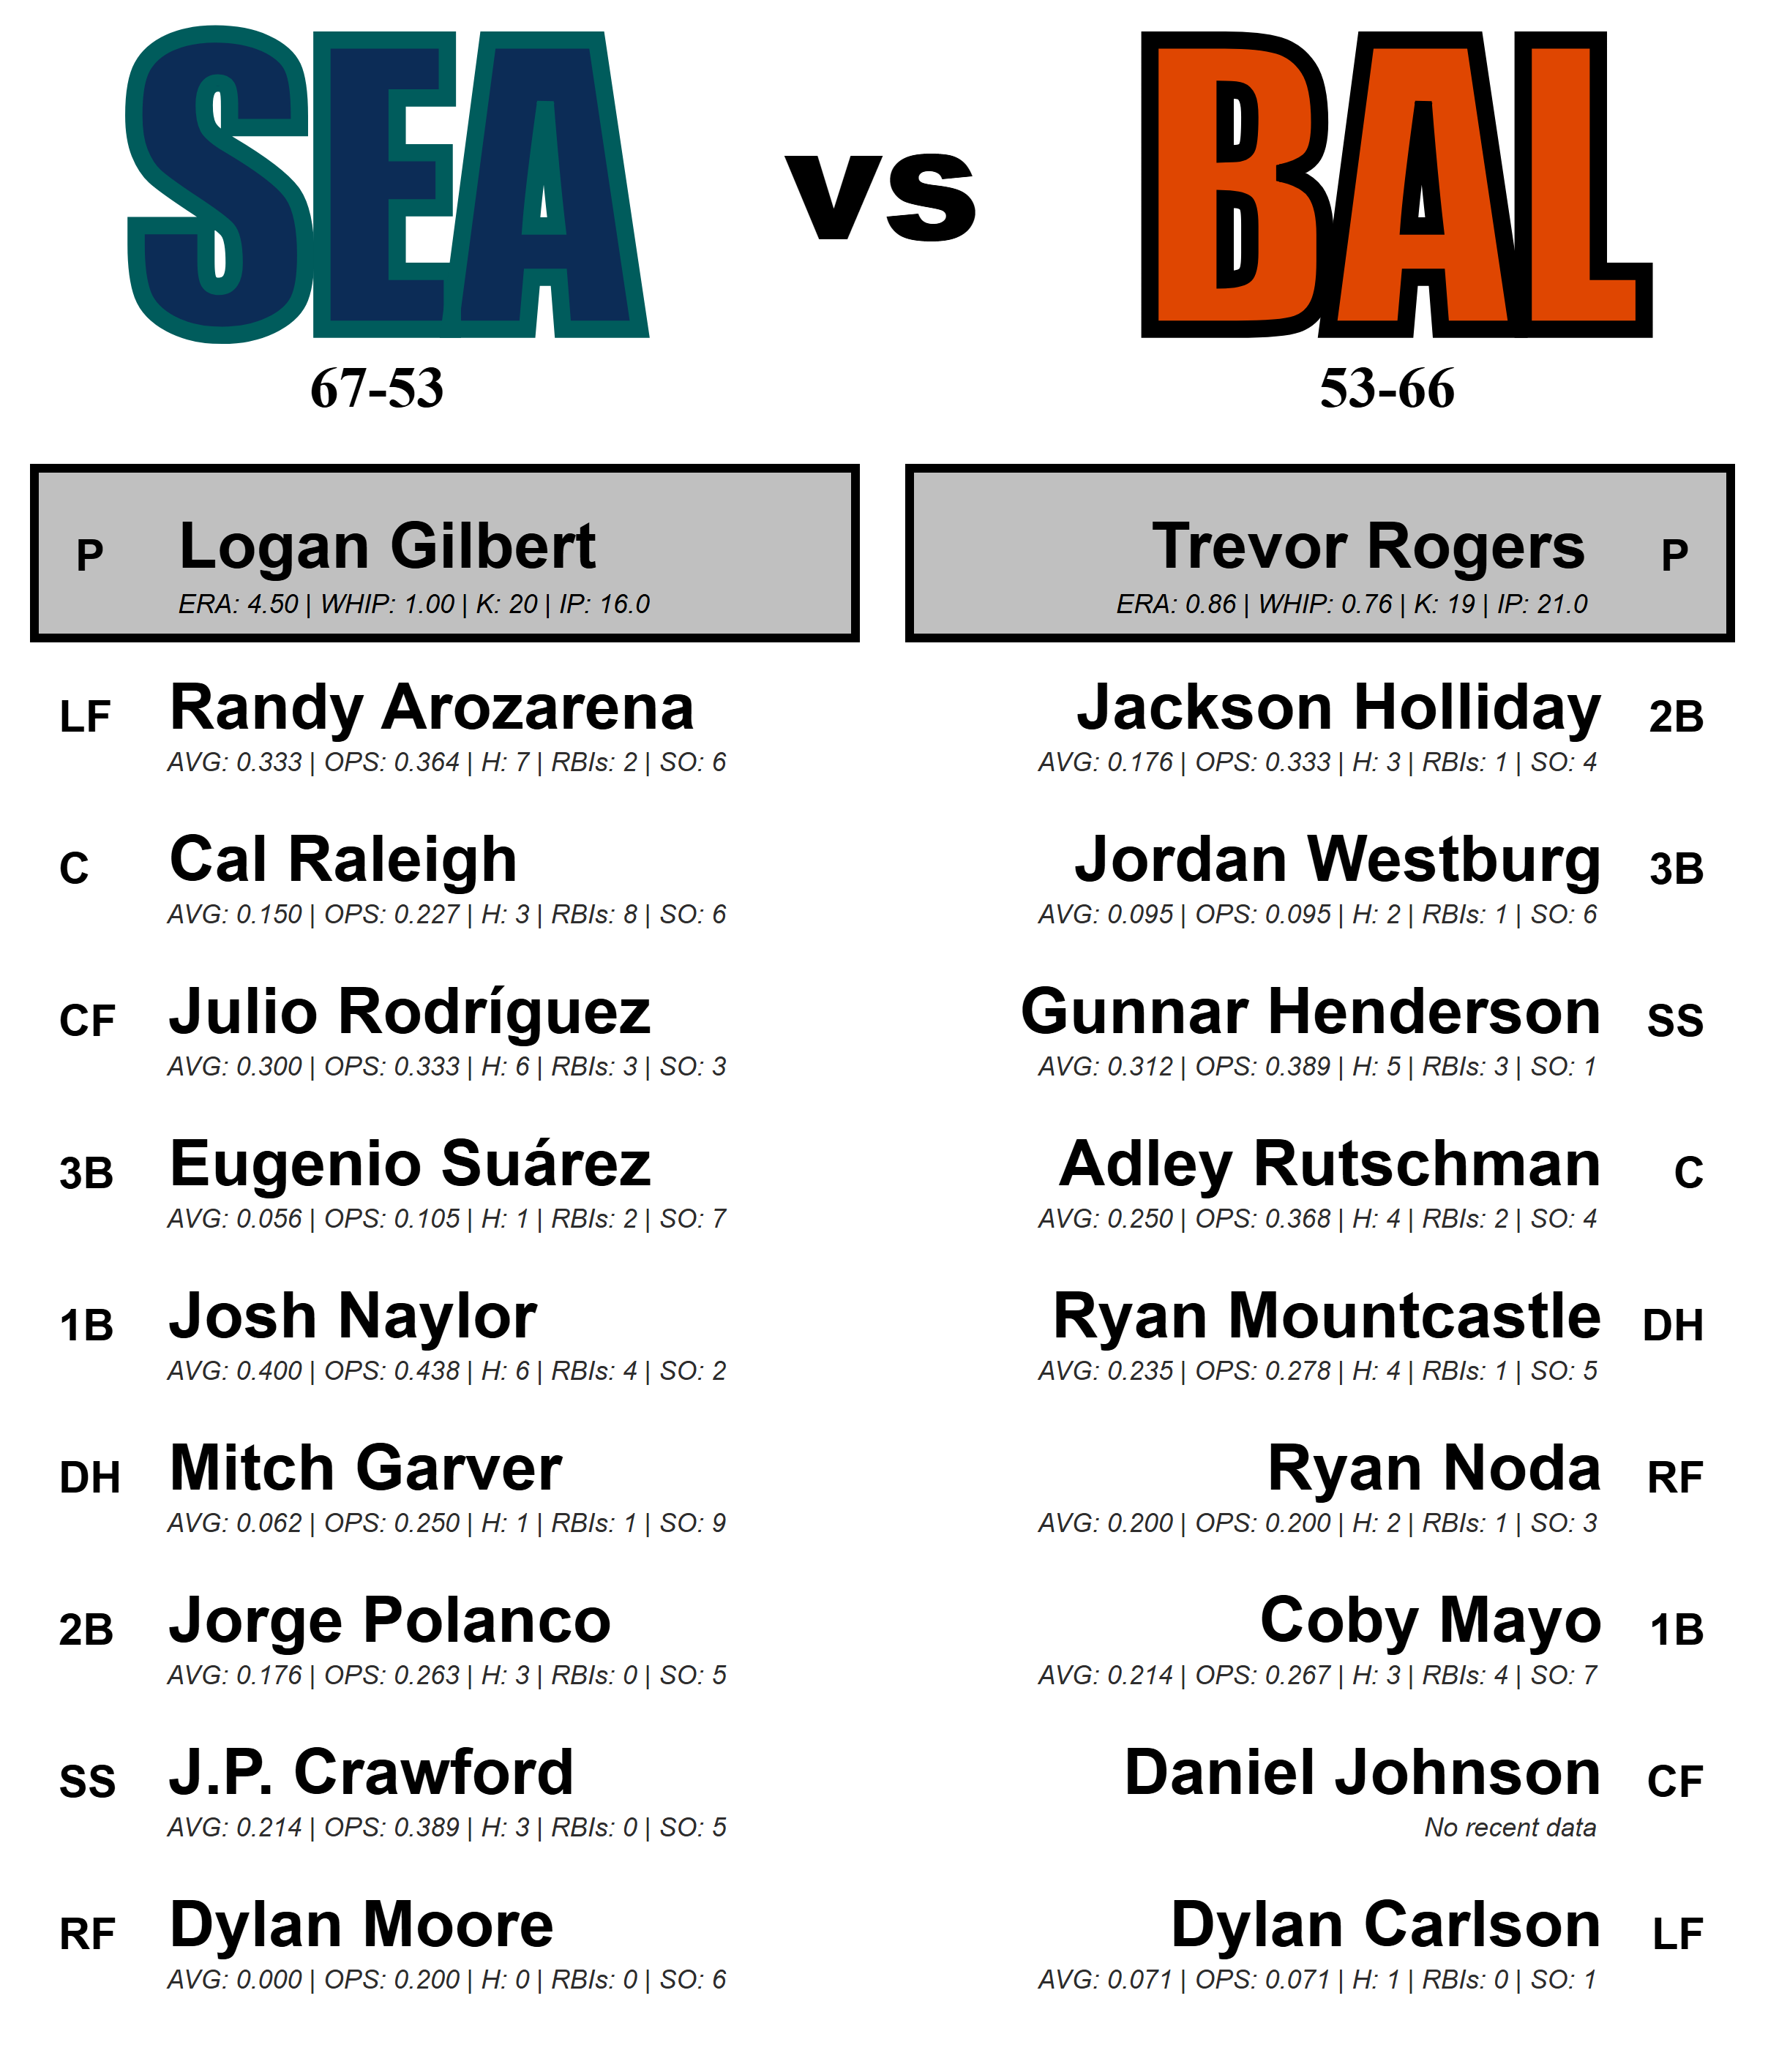 SEA vs BAL
67-53
53-66
P Logan Gilbert
ERA: 4.50 | WHIP: 1.00 | K: 20 | IP: 16.0
Trevor Rogers P
ERA: 0.86 | WHIP: 0.76 | K: 19 | IP: 21.0
LF Randy Arozarena
AVG: 0.333 | OPS: 0.364 | H: 7 | RBIs: 2 | SO: 6
C Cal Raleigh
AVG: 0.150 | OPS: 0.227 | H: 3 | RBIs: 8 | SO: 6
CF Julio Rodríguez
AVG: 0.300 | OPS: 0.333 | H: 6 | RBIs: 3 | SO: 3
3B Eugenio Suárez
AVG: 0.056 | OPS: 0.105 | H: 1 | RBIs: 2 | SO: 7
1B Josh Naylor
AVG: 0.400 | OPS: 0.438 | H: 6 | RBIs: 4 | SO: 2
DH Mitch Garver
AVG: 0.062 | OPS: 0.250 | H: 1 | RBIs: 1 | SO: 9
2B Jorge Polanco
AVG: 0.176 | OPS: 0.263 | H: 3 | RBIs: 0 | SO: 5
SS J.P. Crawford
AVG: 0.214 | OPS: 0.389 | H: 3 | RBIs: 0 | SO: 5
RF Dylan Moore
AVG: 0.000 | OPS: 0.200 | H: 0 | RBIs: 0 | SO: 6
Jackson Holliday 2B
AVG: 0.176 | OPS: 0.333 | H: 3 | RBIs: 1 | SO: 4
Jordan Westburg 3B
AVG: 0.095 | OPS: 0.095 | H: 2 | RBIs: 1 | SO: 6
Gunnar Henderson SS
AVG: 0.312 | OPS: 0.389 | H: 5 | RBIs: 3 | SO: 1
Adley Rutschman C
AVG: 0.250 | OPS: 0.368 | H: 4 | RBIs: 2 | SO: 4
Ryan Mountcastle DH
AVG: 0.235 | OPS: 0.278 | H: 4 | RBIs: 1 | SO: 5
Ryan Noda RF
AVG: 0.200 | OPS: 0.200 | H: 2 | RBIs: 1 | SO: 3
Coby Mayo 1B
AVG: 0.214 | OPS: 0.267 | H: 3 | RBIs: 4 | SO: 7
Daniel Johnson CF
No recent data
Dylan Carlson LF
AVG: 0.071 | OPS: 0.071 | H: 1 | RBIs: 0 | SO: 1